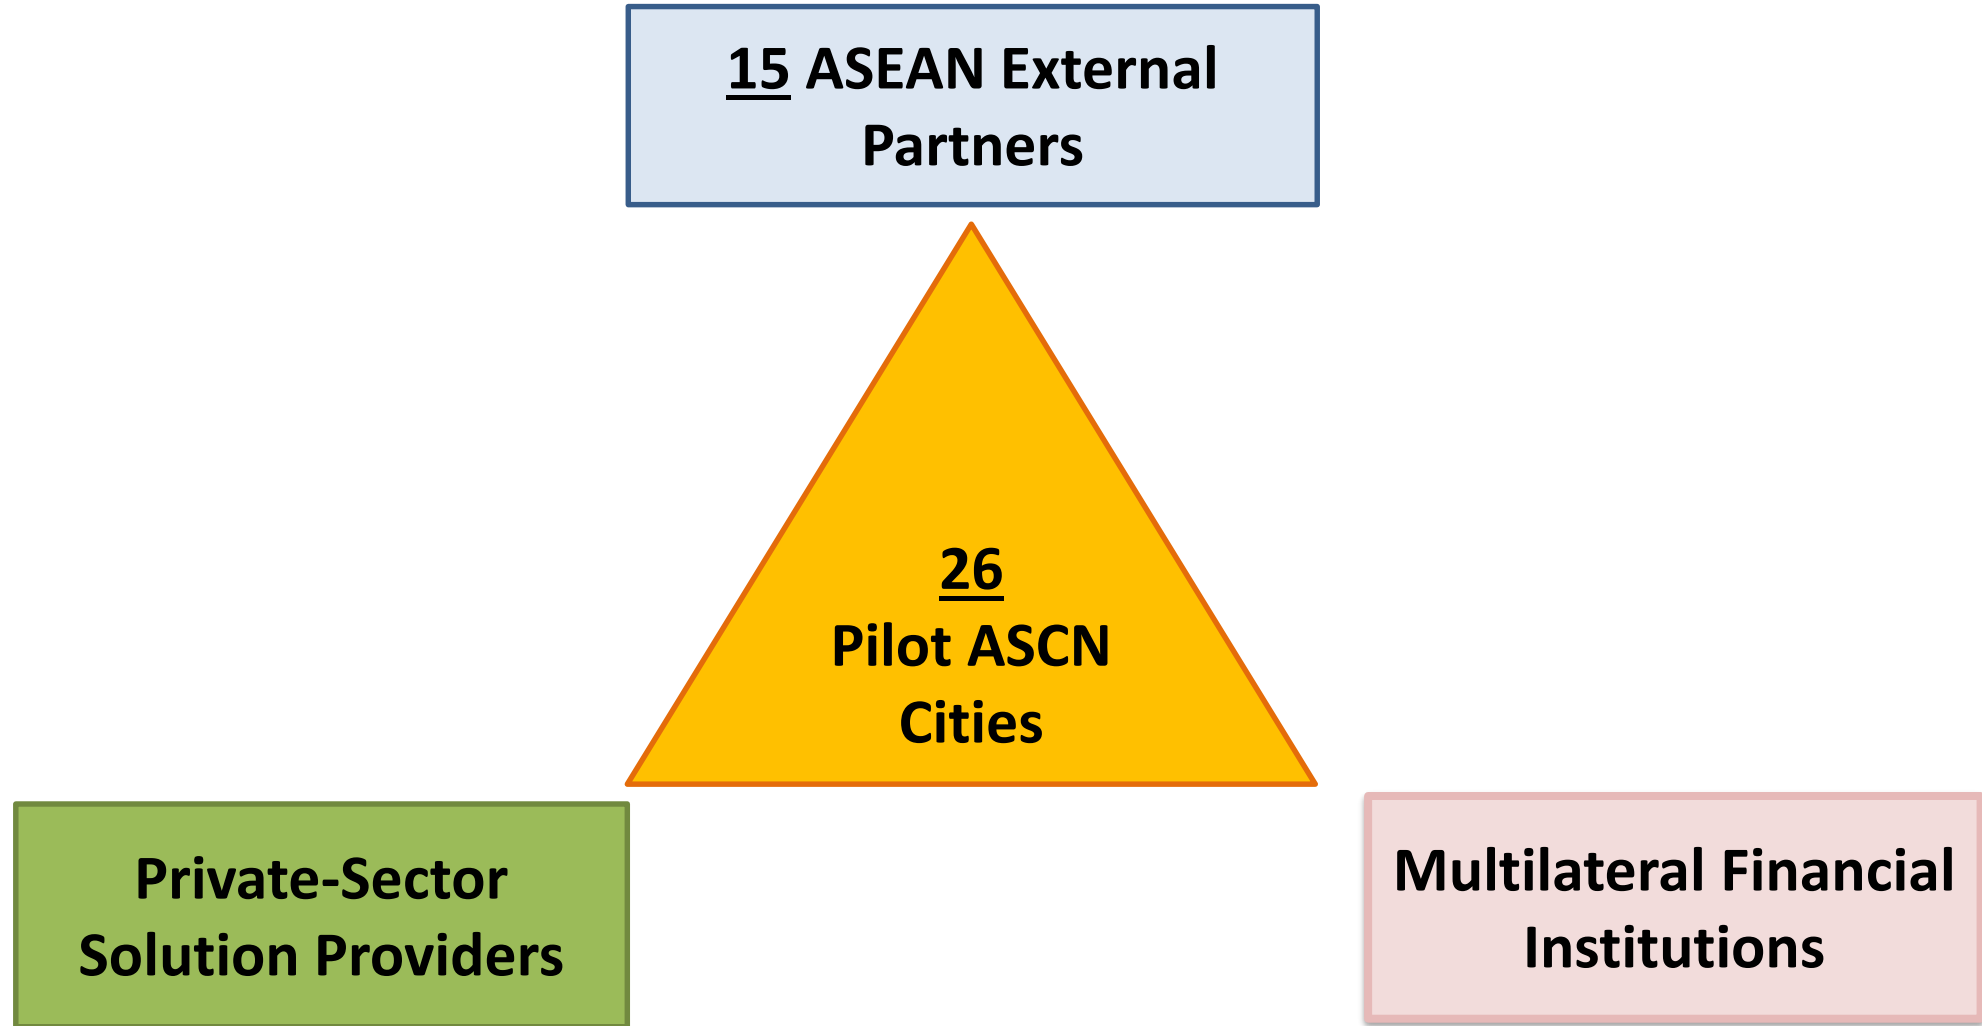 15 ASEAN External
Partners
26
Pilot ASCN
Cities
Private-Sector
Solution Providers
Multilateral Financial
Institutions